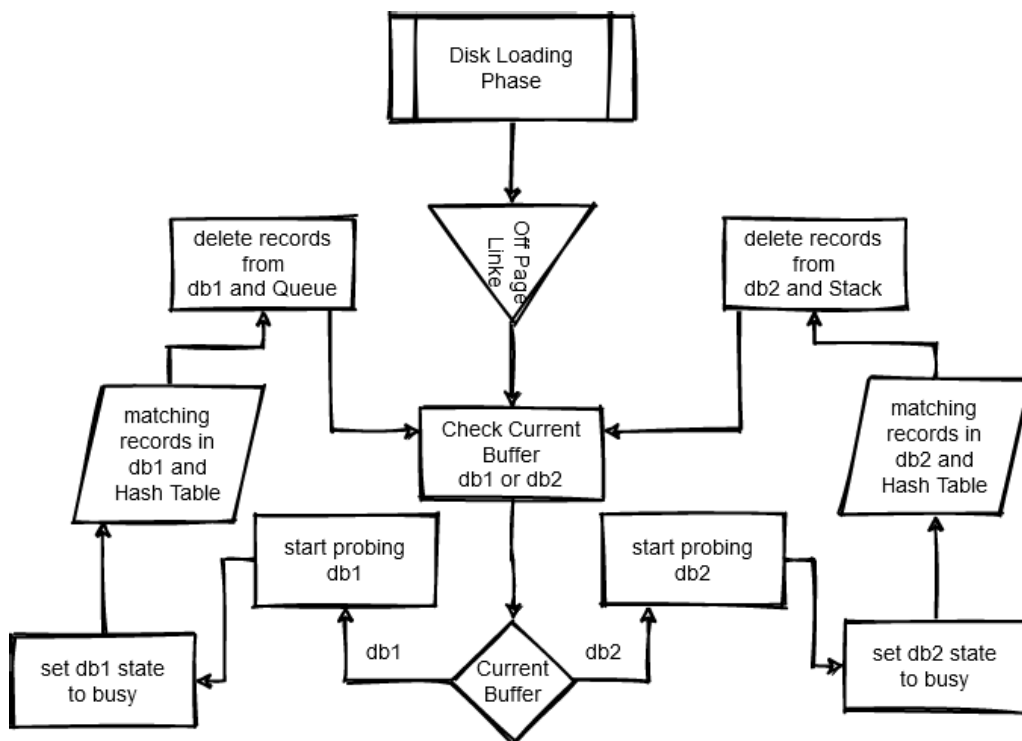 Disk Loading
Phase
Off Page
Linke
delete records
from
db1 and Queue
delete records
from
db2 and Stack
matching
records in
db1 and
Hash Table
Check Current
Buffer
db1 or db2
matching
records in
db2 and
Hash Table
start probing
db1
start probing
db2
set db1 state
to busy
db1
Current
Buffer
db2
set db2 state
to busy